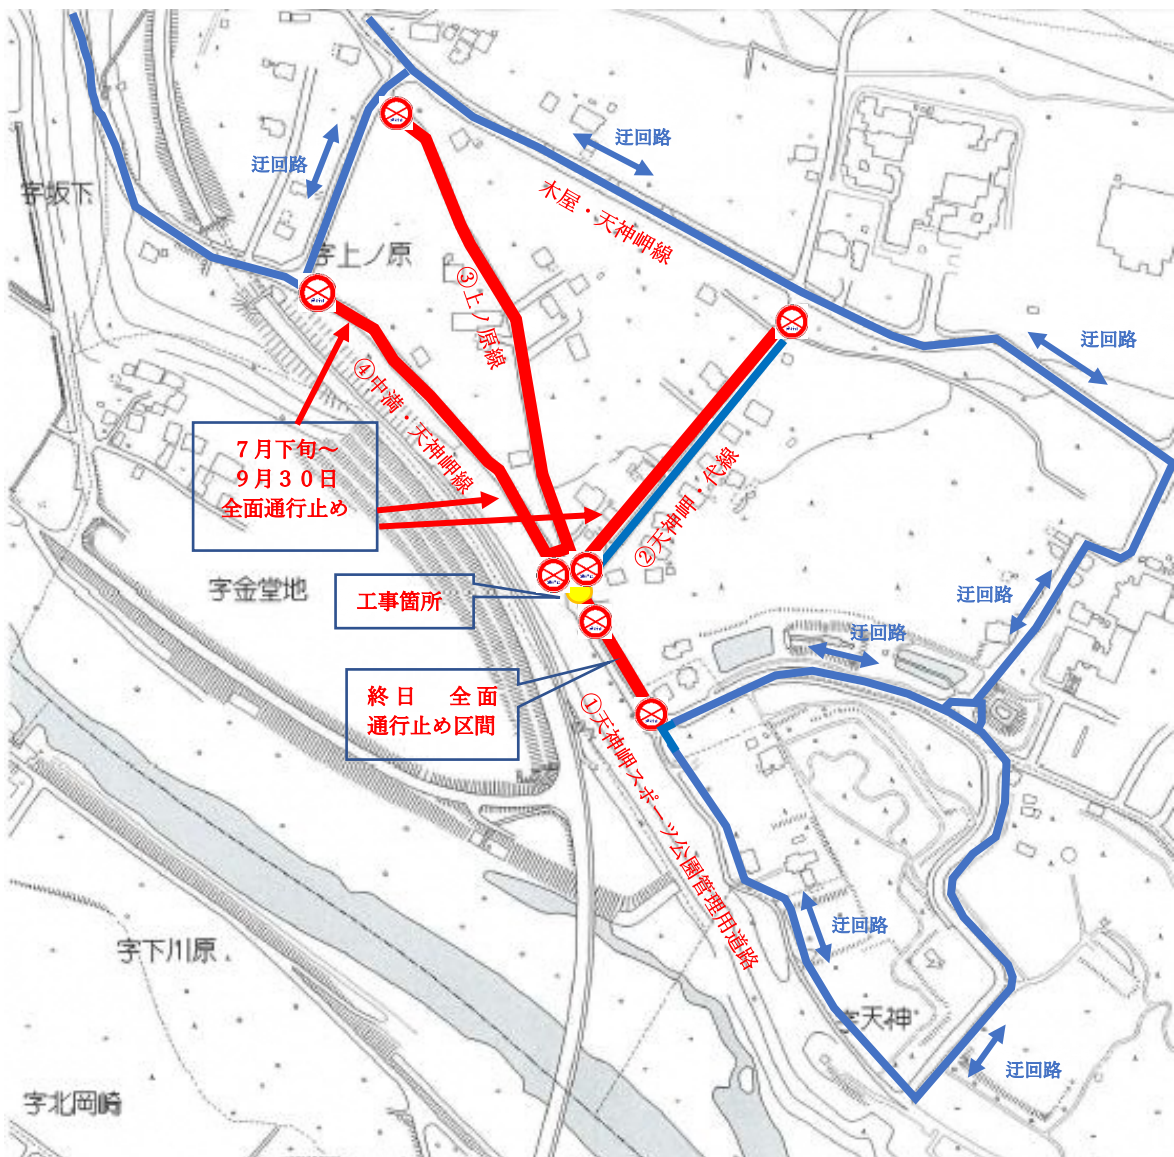 迂回路
迂回路
字坂下
木屋・天神岬線
字上ノ原
③上ノ原線
迂回路
④中満・天神岬線
7月下旬～
9月30日
全面通行止め
②天神岬・代線
字金堂地
工事箇所
迂回路
迂回路
終日 全面
通行止め区間
①天神岬スポーツ公園管理用道路
迂回路
字下川原
字天神
迂回路
字北岡崎